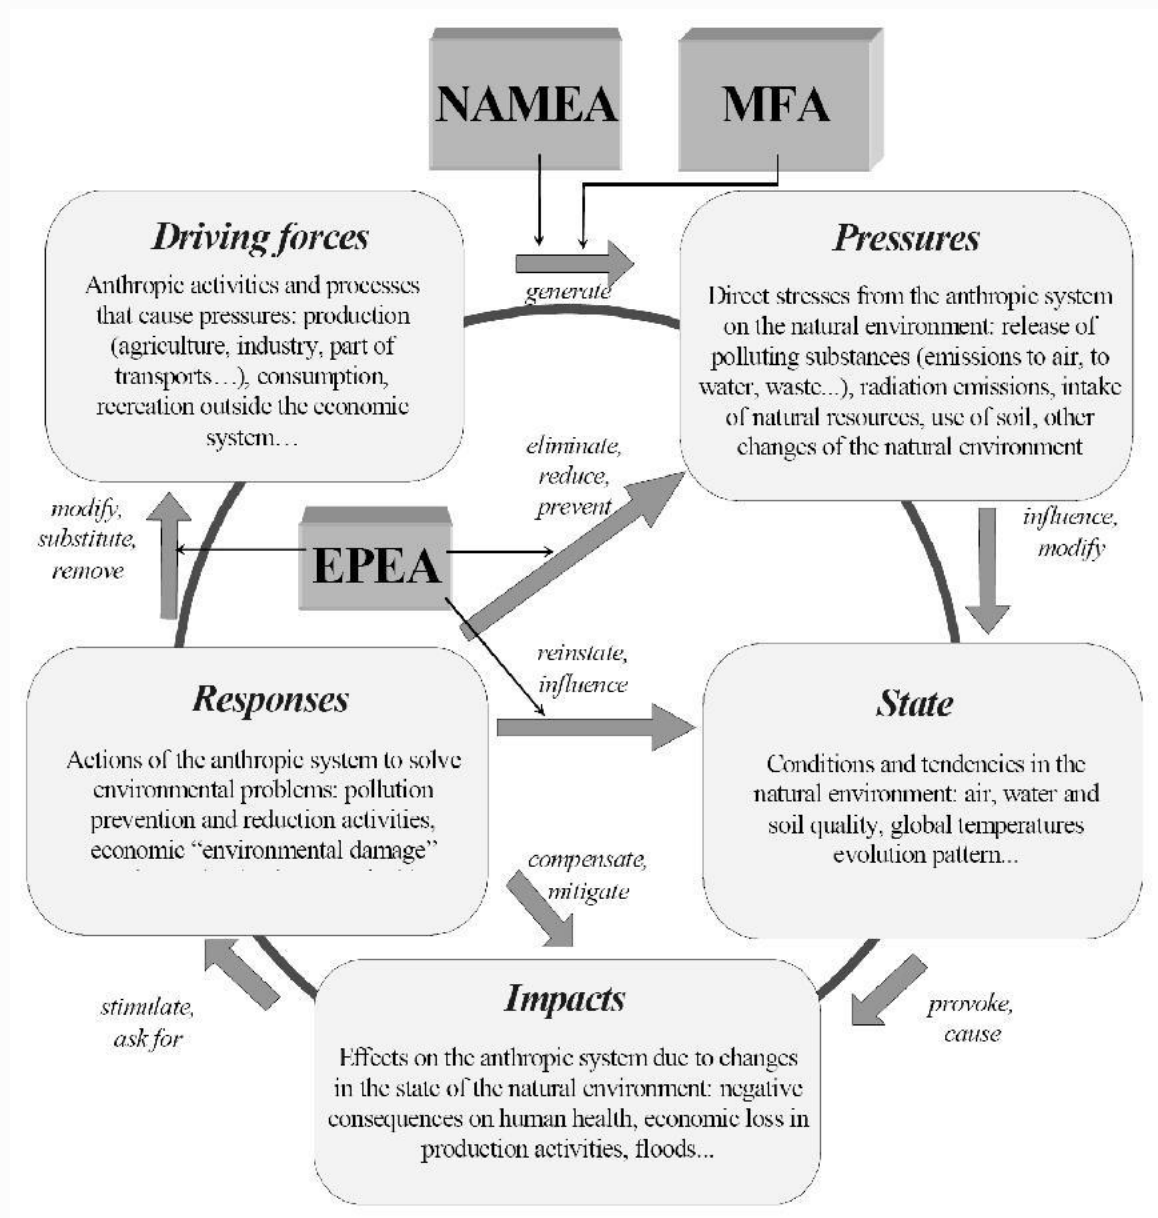 NAMEA
MFA
Driving forces
Anthropic activities and processes
that cause pressures: production
(agriculture, industry, part of
transports…), consumption,
recreation outside the economic
system…
generate
Pressures
Direct stresses from the anthropic system
on the natural environment: release of
polluting substances (emissions to air, to
water, waste...), radiation emissions, intake
of natural resources, use of soil, other
changes of the natural environment
modify,
substitute,
remove
EPEA
eliminate,
reduce,
prevent
influence,
modify
reinstate,
influence
Responses
Actions of the anthropic system to solve
environmental problems: pollution
prevention and reduction activities,
economic “environmental damage”
State
Conditions and tendencies in the
natural environment: air, water and
soil quality, global temperatures
evolution pattern...
compensate,
mitigate
stimulate,
ask for
provoke,
cause
Impacts
Effects on the anthropic system due to changes
in the state of the natural environment: negative
consequences on human health, economic loss in
production activities, floods...